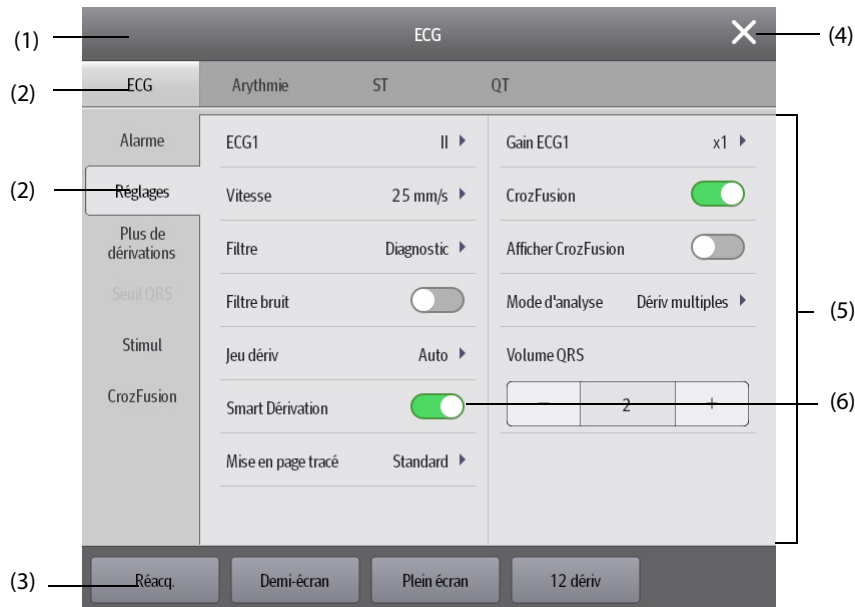 (1)
ECG
(4)
(2)
ECG
Arythmie
ST
QT
Alarme
(2)
Réglages
Plus de
dérivations
Seuil QRS
Stimul
CrozFusion
ECG1 II
Vitesse 25 mm/s
Filtre Diagnostic
Filtre bruit
Jeu dériv Auto
Smart Dérivation
Mise en page tracé Standard
Gain ECG1 x1
CrozFusion
Afficher CrozFusion
Mode d'analyse Dériv multiples
Volume QRS
– 2 +
(5)
(6)
(3)
Réacq.
Demi-écran
Plein écran
12 dériv